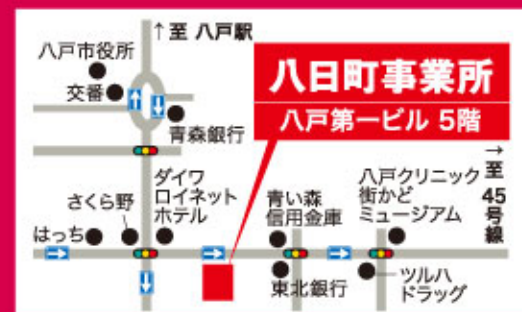 ↑至 八戸駅
八戸市役所
交番
青森銀行
八日町事業所
八戸第一ビル 5階
→至45号線
さくら野
はっち
ダイワ
ロイネット
ホテル
青い森
信用金庫
東北銀行
八戸クリニック
街かど
ミュージアム
ツルハ
ドラッグ